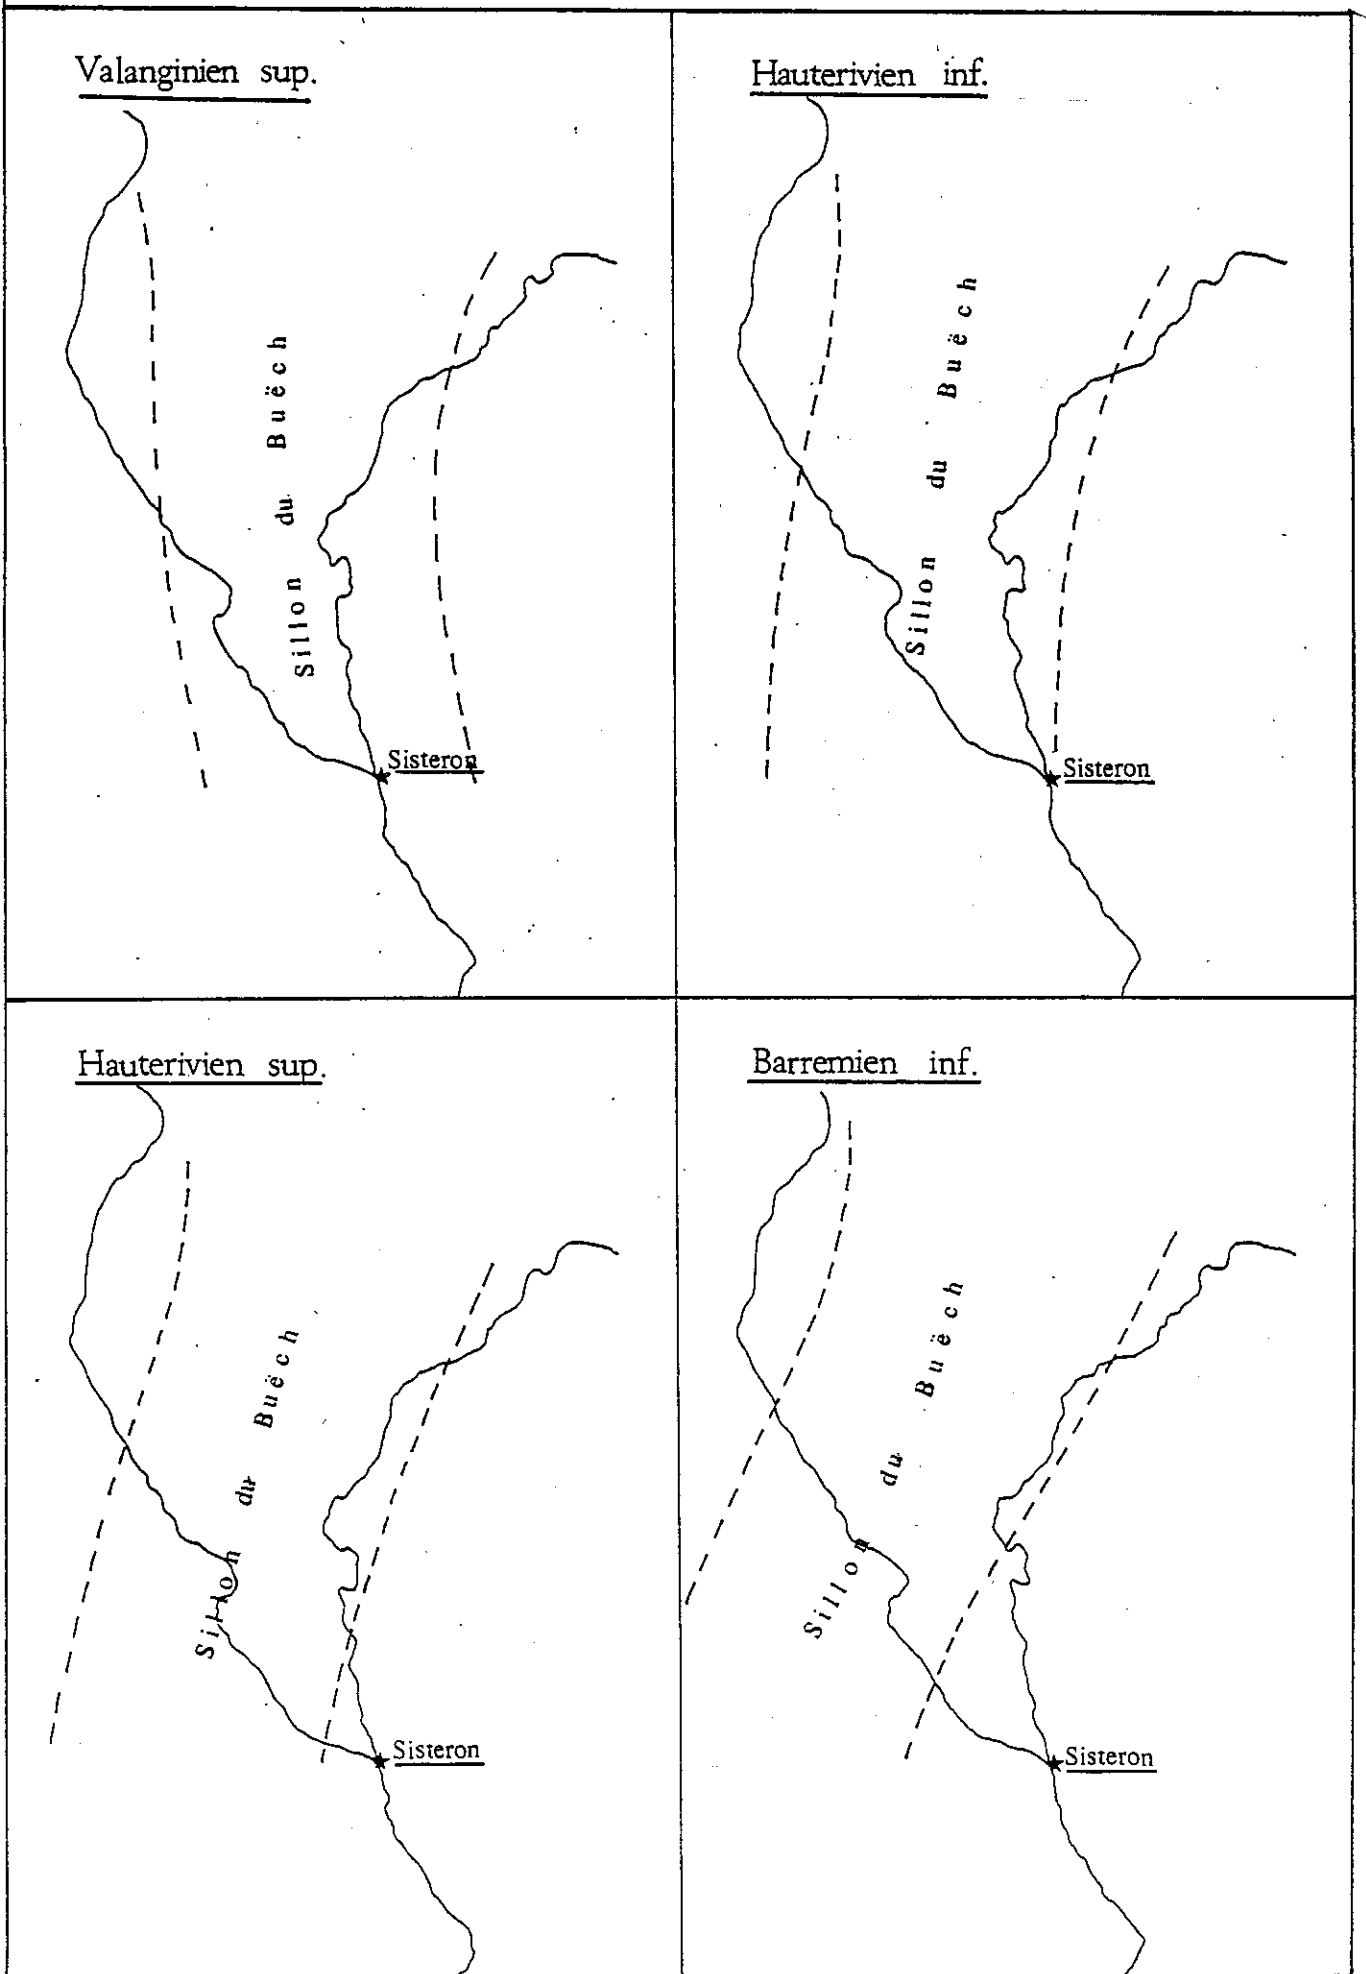 Valanginien sup.
Sillon du Buëch
Sisteron
Hauterivien inf.
Sillon du Buëch
Sisteron
Hauterivien sup.
Sillon du Buëch
Sisteron
Barremien inf.
Sillon du Buëch
Sisteron